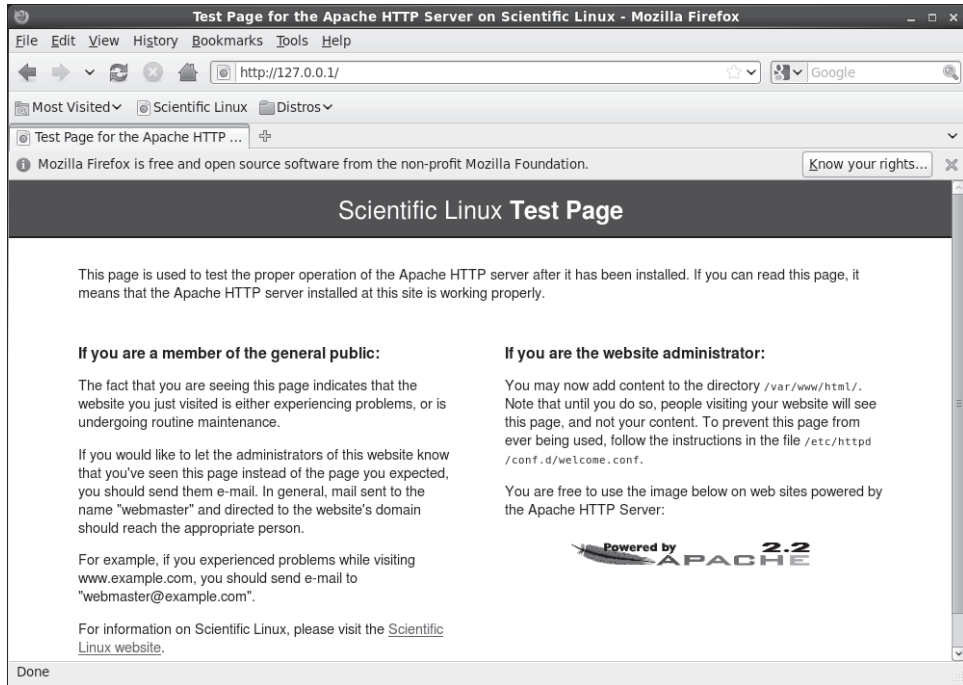 Test Page for the Apache HTTP Server on Scientific Linux - Mozilla Firefox
File Edit View History Bookmarks Tools Help
http://127.0.0.1/
Google
Most Visited Scientific Linux Distros
Test Page for the Apache HTTP ...
Mozilla Firefox is free and open source software from the non-profit Mozilla Foundation.
Know your rights...
Scientific Linux Test Page
This page is used to test the proper operation of the Apache HTTP server after it has been installed. If you can read this page, it
means that the Apache HTTP server installed at this site is working properly.
If you are a member of the general public:
The fact that you are seeing this page indicates that the
website you just visited is either experiencing problems, or is
undergoing routine maintenance.
If you would like to let the administrators of this website know
that you've seen this page instead of the page you expected,
you should send them e-mail. In general, mail sent to the
name "webmaster" and directed to the website's domain
should reach the appropriate person.
For example, if you experienced problems while visiting
www.example.com, you should send e-mail to
"webmaster@example.com".
For information on Scientific Linux, please visit the Scientific
Linux website.
If you are the website administrator:
You may now add content to the directory /var/www/html/.
Note that until you do so, people visiting your website will see
this page, and not your content. To prevent this page from
ever being used, follow the instructions in the file /etc/httpd
/conf.d/welcome.conf.
You are free to use the image below on web sites powered by
the Apache HTTP Server:
Powered by 2.2
APACHE
Done